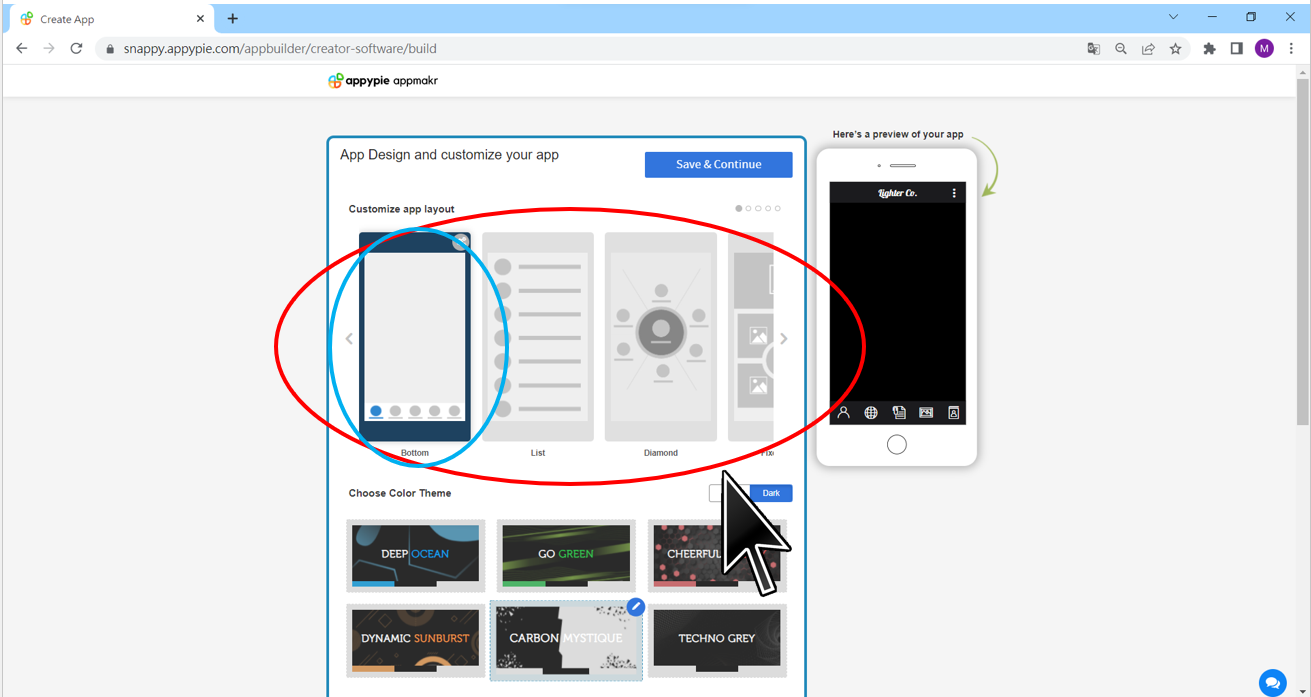 Create App
snappy.appypie.com/appbuilder/creator-software/build
M
appypie appmakr
Here's a preview of your app
App Design and customize your app
Save & Continue
Lighter Co.
Customize app layout
Bottom
List
Diamond
Choose Color Theme
Dark
DEEP OCEAN
GO GREEN
CHEERFUL
DYNAMIC SUNBURST
CARBON MYSTIQUE
TECHNO GREY